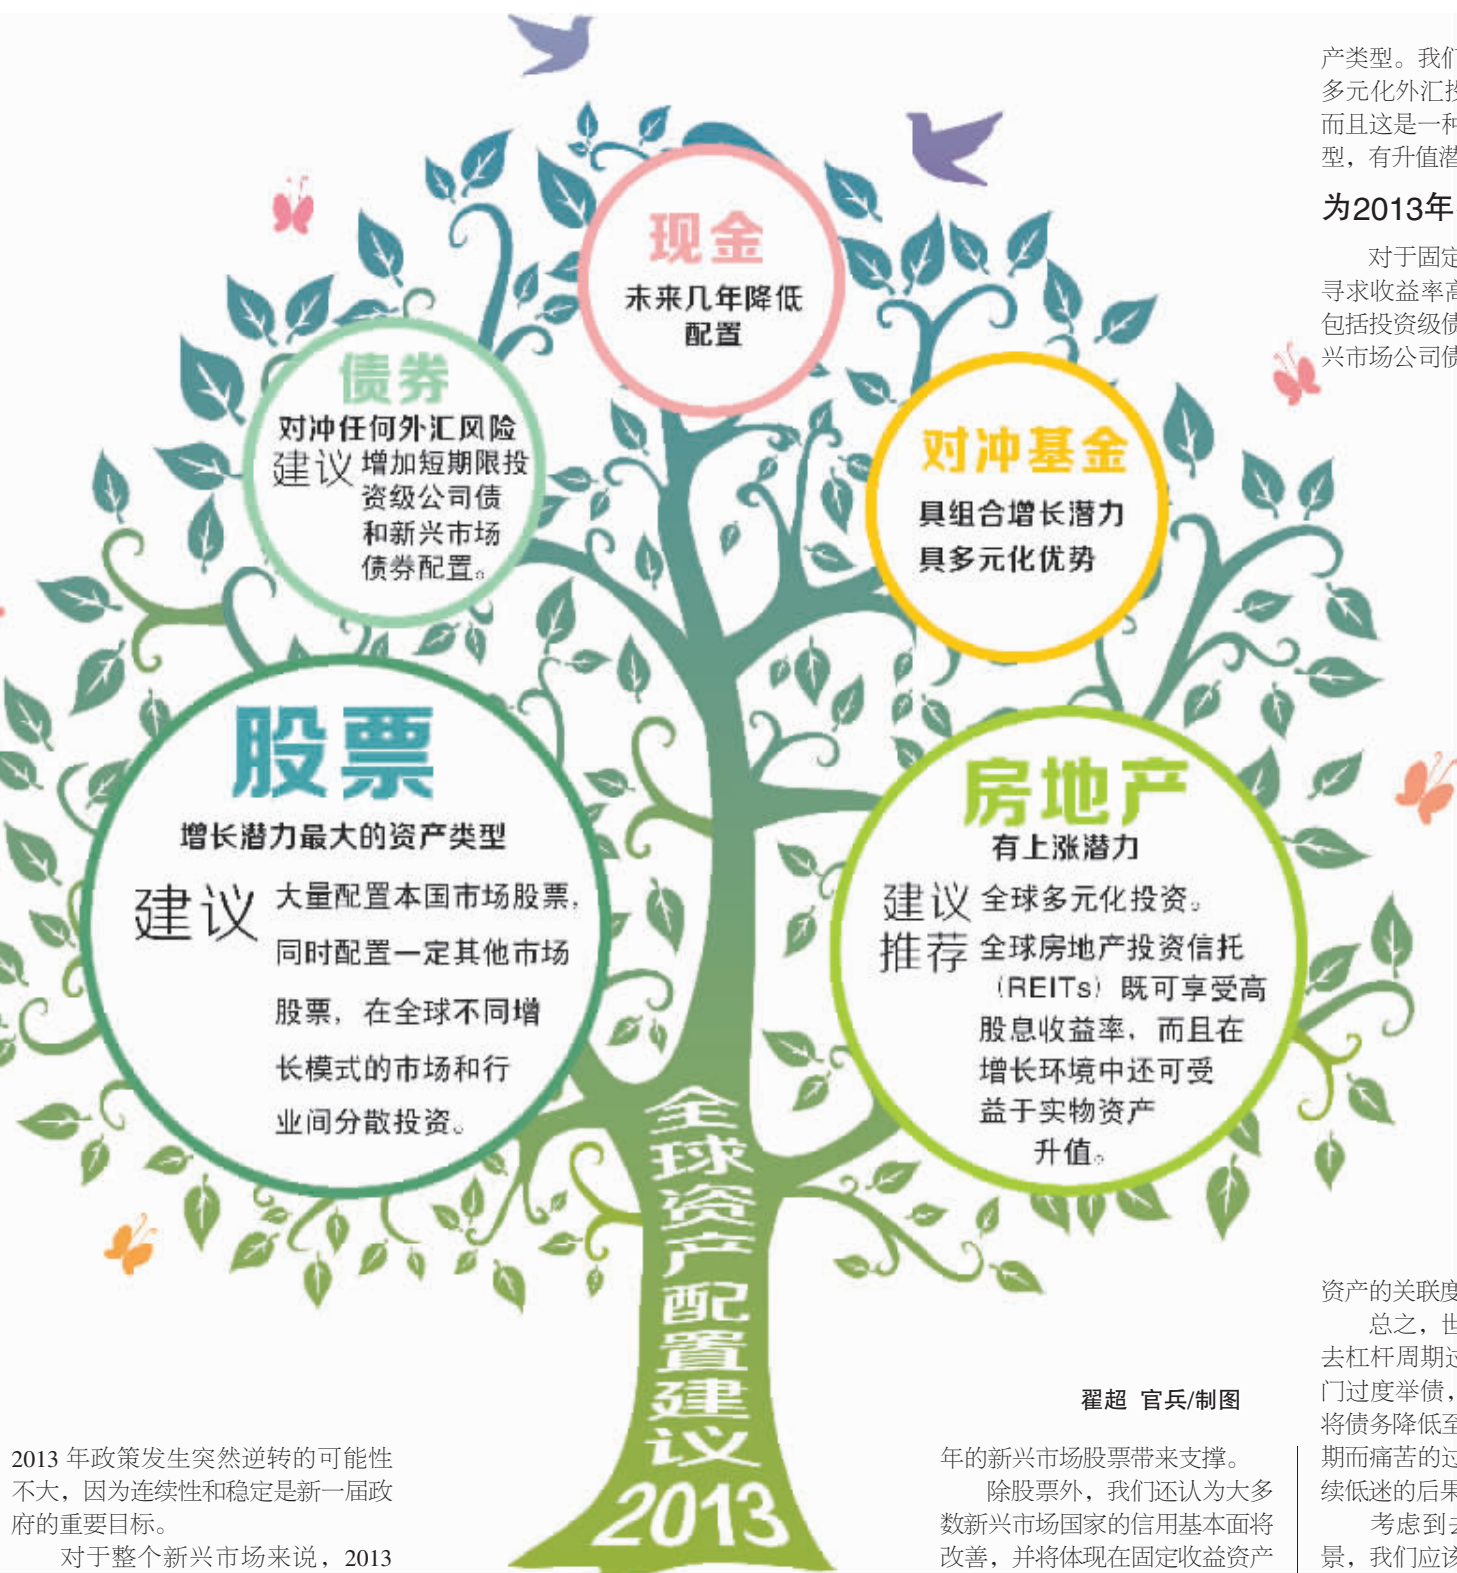 现金
未来几年降低
配置
债券
对冲任何外汇风险
建议 增加短期限投
资级公司债
和新兴市场
债券配置。
对冲基金
具组合增长潜力
具多元化优势
股票
增长潜力最大的资产类型
建议 大量配置本国市场股票，
同时配置一定其他市场
股票，在全球不同增
长模式的市场和行
业间分散投资。
房地产
有上涨潜力
建议 全球多元化投资。
推荐 全球房地产投资信托
（REITs）既可享受高
股息收益率，而且在
增长环境中还可受
益于实物资产
升值。
全球资产配置建议
2013
翟超 官兵/制图
2013 年政策发生突然逆转的可能性
不大，因为连续性和稳定是新一届政
府的重要目标。
对于整个新兴市场来说，2013
年的新兴市场股票带来支撑。
除股票外，我们还认为大多
数新兴市场国家的信用基本面将
改善，并将体现在固定收益资产
产类型。我们
多元化外汇投
而且这是一种
型，有升值潜
为2013年
对于固定
寻求收益率高
包括投资级债
兴市场公司债
资产的关联度
总之，世
去杠杆周期过
门过度举债，
将债务降低至
期而痛苦的过
续低迷的后果
考虑到去
景，我们应该